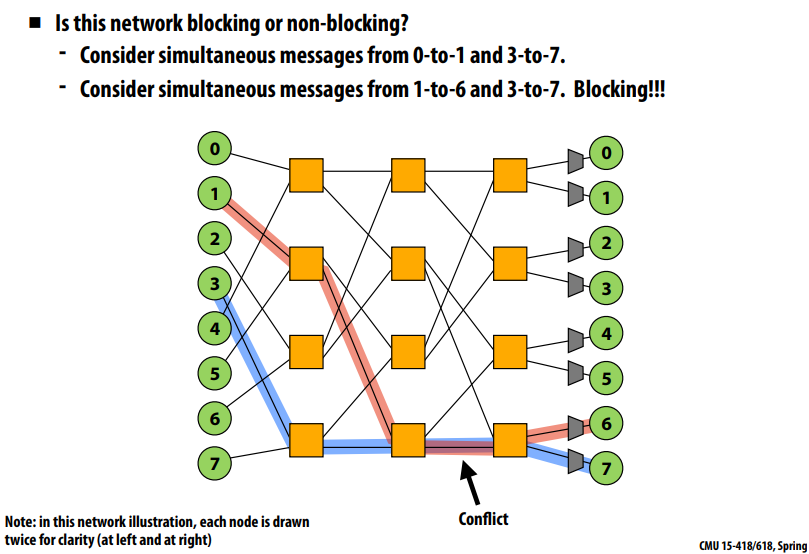 ■ Is this network blocking or non-blocking?
- Consider simultaneous messages from 0-to-1 and 3-to-7.
- Consider simultaneous messages from 1-to-6 and 3-to-7. Blocking!!!
0
1
2
3
4
5
6
7
0
1
2
3
4
5
6
7
Conflict
Note: in this network illustration, each node is drawn
twice for clarity (at left and at right)
CMU 15-418/618, Spring